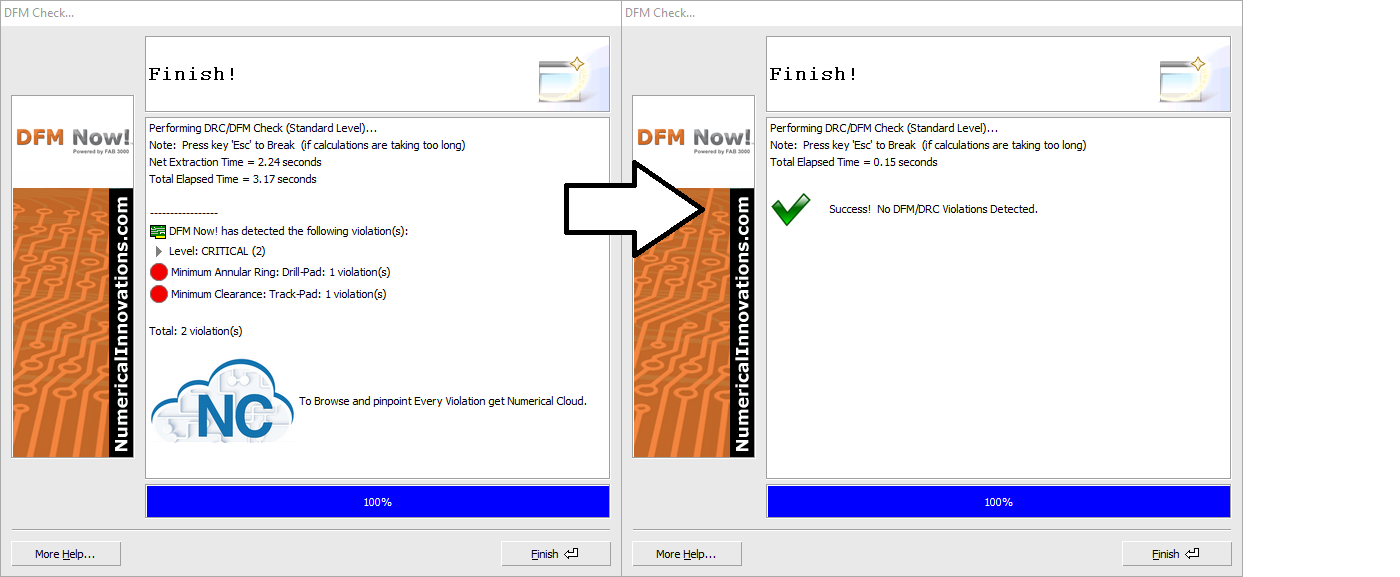 DFM Check...
Finish!
DFM Now!
Powered by FAB 3000
NumericalInnovations.com
Performing DRC/DFM Check (Standard Level)...
Note:  Press key 'Esc' to Break  (if calculations are taking too long)
Net Extraction Time = 2.24 seconds
Total Elapsed Time = 3.17 seconds
-----------------
DFM Now! has detected the following violation(s):
Level: CRITICAL (2)
Minimum Annular Ring: Drill-Pad: 1 violation(s)
Minimum Clearance: Track-Pad: 1 violation(s)
Total: 2 violation(s)
NC
To Browse and pinpoint Every Violation get Numerical Cloud.
100%
More Help...
Finish
DFM Check...
Finish!
DFM Now!
Powered by FAB 3000
NumericalInnovations.com
Performing DRC/DFM Check (Standard Level)...
Note:  Press key 'Esc' to Break  (if calculations are taking too long)
Total Elapsed Time = 0.15 seconds
Success!  No DFM/DRC Violations Detected.
100%
More Help...
Finish